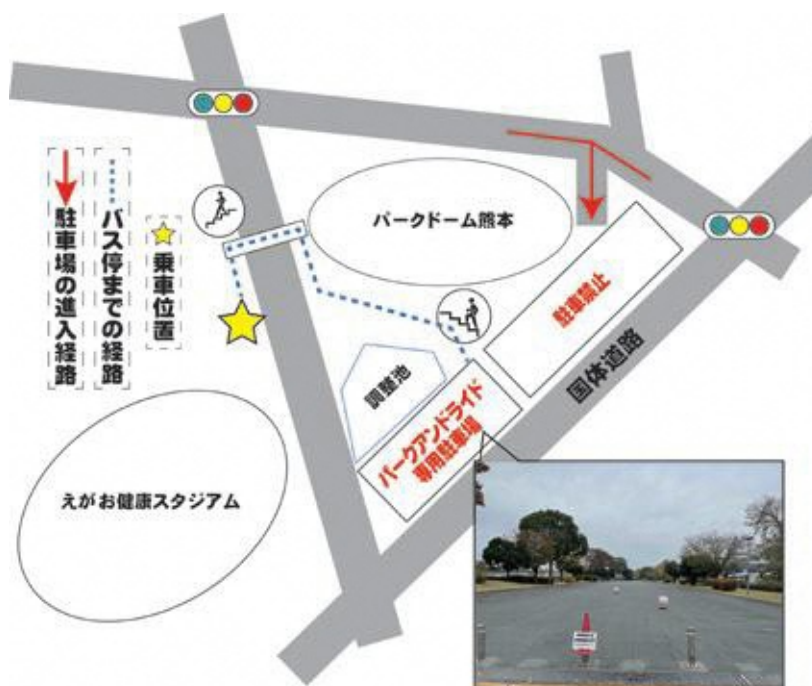 駐車場の進入経路
バス停までの経路
乗車位置
パークドーム熊本
駐車禁止
国体道路
調整池
パークアンドライド
専用駐車場
えがお健康スタジアム